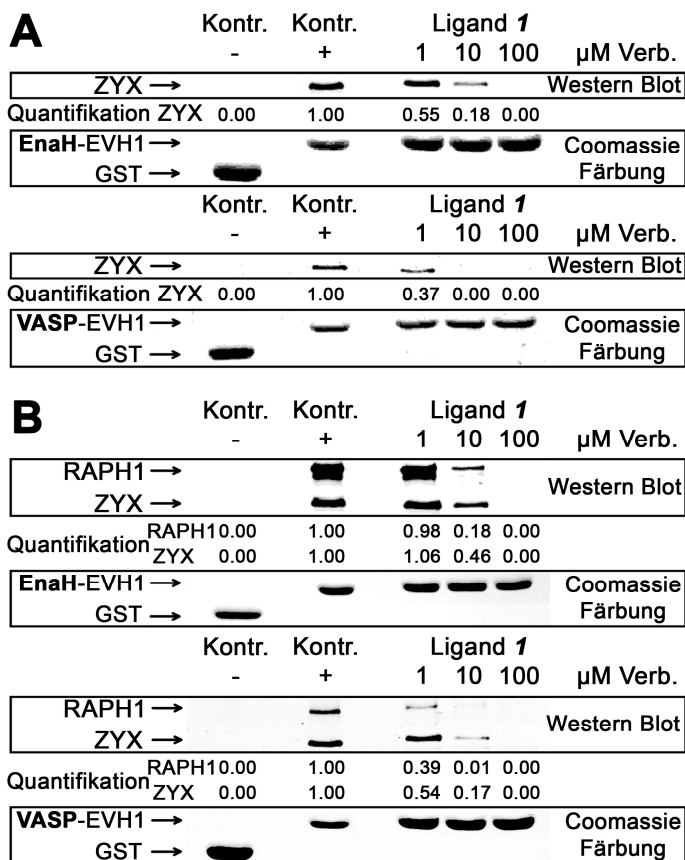 A
Kontr. Kontr. Ligand 1
- + 1 10 100 µM Verb.
ZYX → Western Blot
Quantifikation ZYX 0.00 1.00 0.55 0.18 0.00
EnaH-EVH1 → Coomassie
GST → Färbung
Kontr. Kontr. Ligand 1
- + 1 10 100 µM Verb.
ZYX → Western Blot
Quantifikation ZYX 0.00 1.00 0.37 0.00 0.00
VASP-EVH1 → Coomassie
GST → Färbung
B
Kontr. Kontr. Ligand 1
- + 1 10 100 µM Verb.
RAPH1 →
Western Blot
ZYX →
Quantifikation
RAPH1 0.00 1.00 0.98 0.18 0.00
ZYX 0.00 1.00 1.06 0.46 0.00
EnaH-EVH1 → Coomassie
GST → Färbung
Kontr. Kontr. Ligand 1
- + 1 10 100 µM Verb.
RAPH1 →
Western Blot
ZYX →
Quantifikation
RAPH1 0.00 1.00 0.39 0.01 0.00
ZYX 0.00 1.00 0.54 0.17 0.00
VASP-EVH1 → Coomassie
GST → Färbung